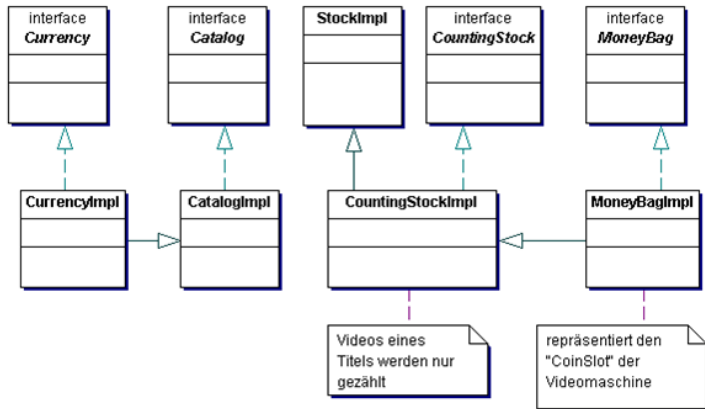 interface
Currency
interface
Catalog
StockImpl
interface
CountingStock
interface
MoneyBag
CurrencyImpl
CatalogImpl
CountingStockImpl
MoneyBagImpl
Videos eines
Titels werden nur
gezählt
repräsentiert den
"CoinSlot" der
Videomaschine